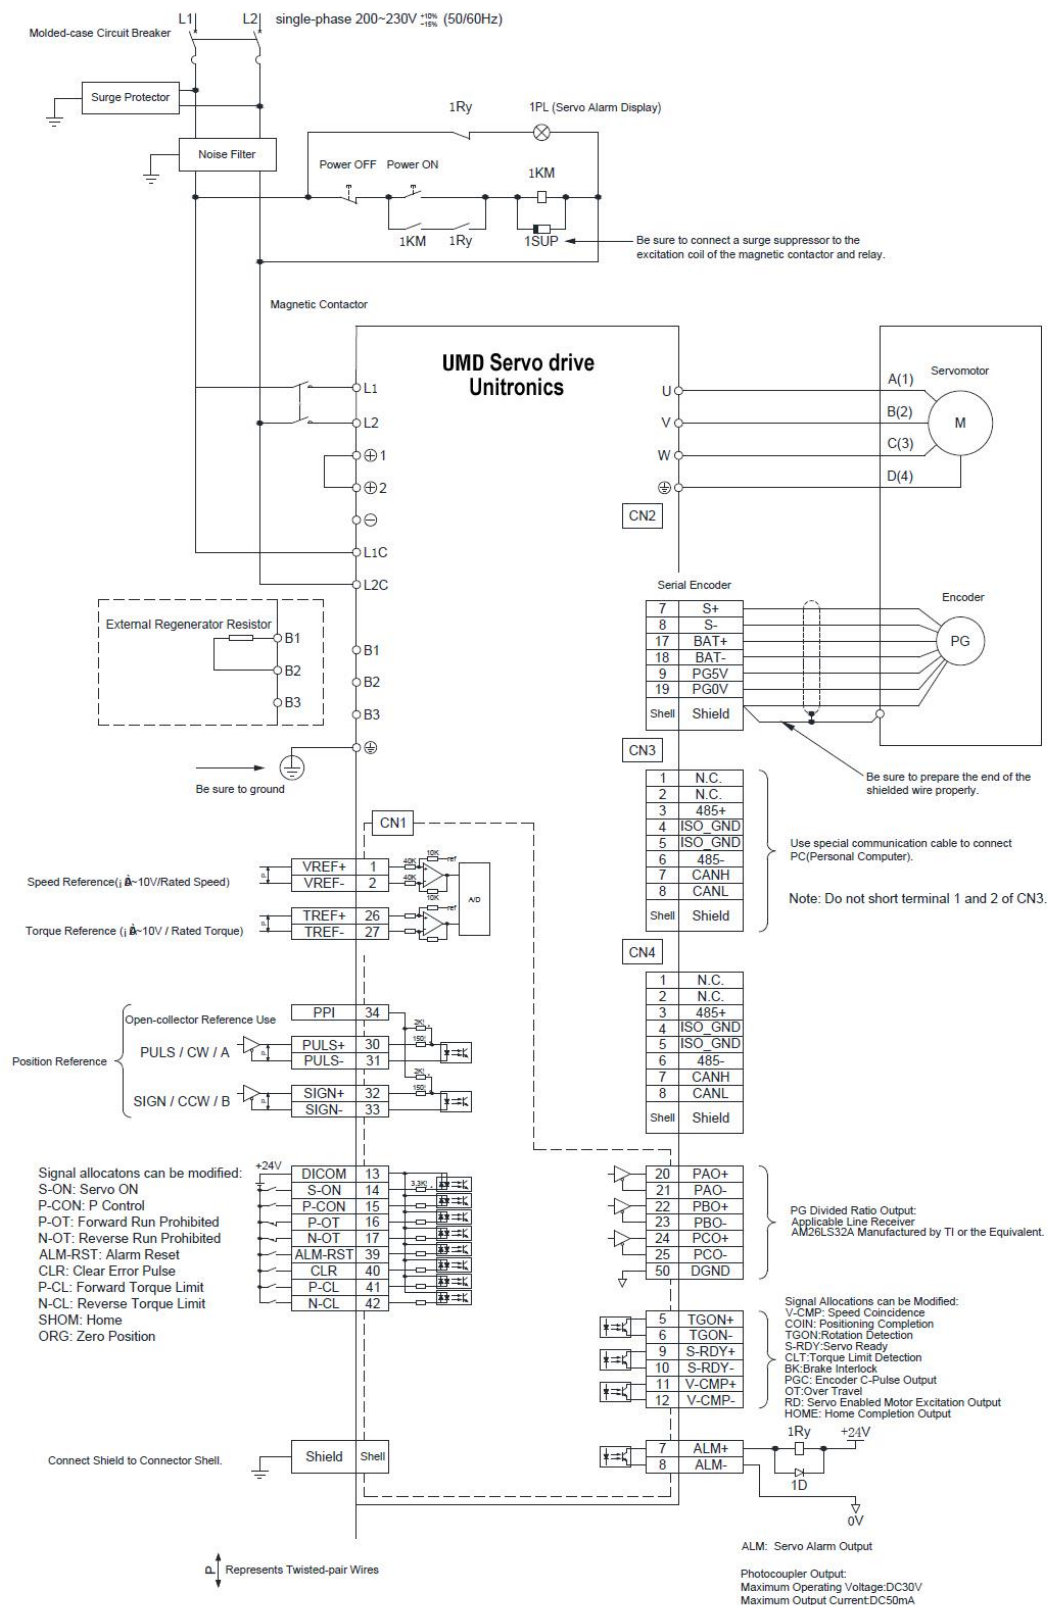 L1 L2 single-phase 200~230V +10% -15% (50/60Hz)
Molded-case Circuit Breaker
Surge Protector
1Ry 1PL (Servo Alarm Display)
Noise Filter
Power OFF Power ON
1KM
1KM 1Ry 1SUP
Be sure to connect a surge suppressor to the
excitation coil of the magnetic contactor and relay.
Magnetic Contactor
UMD Servo drive
Unitronics
L1
L2
1
2
L1C
L2C
External Regenerator Resistor
B1
B2
B3
B1
B2
B3
Be sure to ground
U
V
W
A(1)
B(2)
C(3)
D(4)
Servomotor
M
CN2
Serial Encoder
7 S+
8 S-
17 BAT+
18 BAT-
9 PG5V
19 PG0V
Shell Shield
Encoder
PG
Be sure to prepare the end of the
shielded wire properly.
CN3
1 N.C.
2 N.C.
3 485+
4 ISO_GND
5 ISO_GND
6 485-
7 CANH
8 CANL
Shell Shield
Use special communication cable to connect
PC(Personal Computer).
Note: Do not short terminal 1 and 2 of CN3.
CN4
1 N.C.
2 N.C.
3 485+
4 ISO_GND
5 ISO_GND
6 485-
7 CANH
8 CANL
Shell Shield
CN1
Speed Reference( ~10V/Rated Speed)
P
VREF+ 1
VREF- 2
40K
40K
10K
ref
10K
A/D
Torque Reference ( ~10V / Rated Torque)
P
TREF+ 26
TREF- 27
ref
Position Reference
Open-collector Reference Use
PPI 34
PULS / CW / A
P
PULS+ 30
PULS- 31
150
SIGN / CCW / B
P
SIGN+ 32
SIGN- 33
150
+24V
DICOM 13
S-ON 14
P-CON 15
P-OT 16
N-OT 17
ALM-RST 39
CLR 40
P-CL 41
N-CL 42
3.3K
Signal allocatons can be modified:
S-ON: Servo ON
P-CON: P Control
P-OT: Forward Run Prohibited
N-OT: Reverse Run Prohibited
ALM-RST: Alarm Reset
CLR: Clear Error Pulse
P-CL: Forward Torque Limit
N-CL: Reverse Torque Limit
SHOM: Home
ORG: Zero Position
20 PAO+
21 PAO-
22 PBO+
23 PBO-
24 PCO+
25 PCO-
50 DGND
PG Divided Ratio Output:
Applicable Line Receiver
AM26LS32A Manufactured by TI or the Equivalent.
5 TGON+
6 TGON-
9 S-RDY+
10 S-RDY-
11 V-CMP+
12 V-CMP-
Signal Allocations can be Modified:
V-CMP: Speed Coincidence
COIN: Positioning Completion
TGON:Rotation Detection
S-RDY:Servo Ready
CLT:Torque Limit Detection
BK:Brake Interlock
PGC: Encoder C-Pulse Output
OT:Over Travel
RD: Servo Enabled Motor Excitation Output
HOME: Home Completion Output
Connect Shield to Connector Shell.
Shield Shell
7 ALM+
8 ALM-
1Ry +24V
1D
0V
ALM: Servo Alarm Output
P Represents Twisted-pair Wires
Photocoupler Output:
Maximum Operating Voltage:DC30V
Maximum Output Current:DC50mA